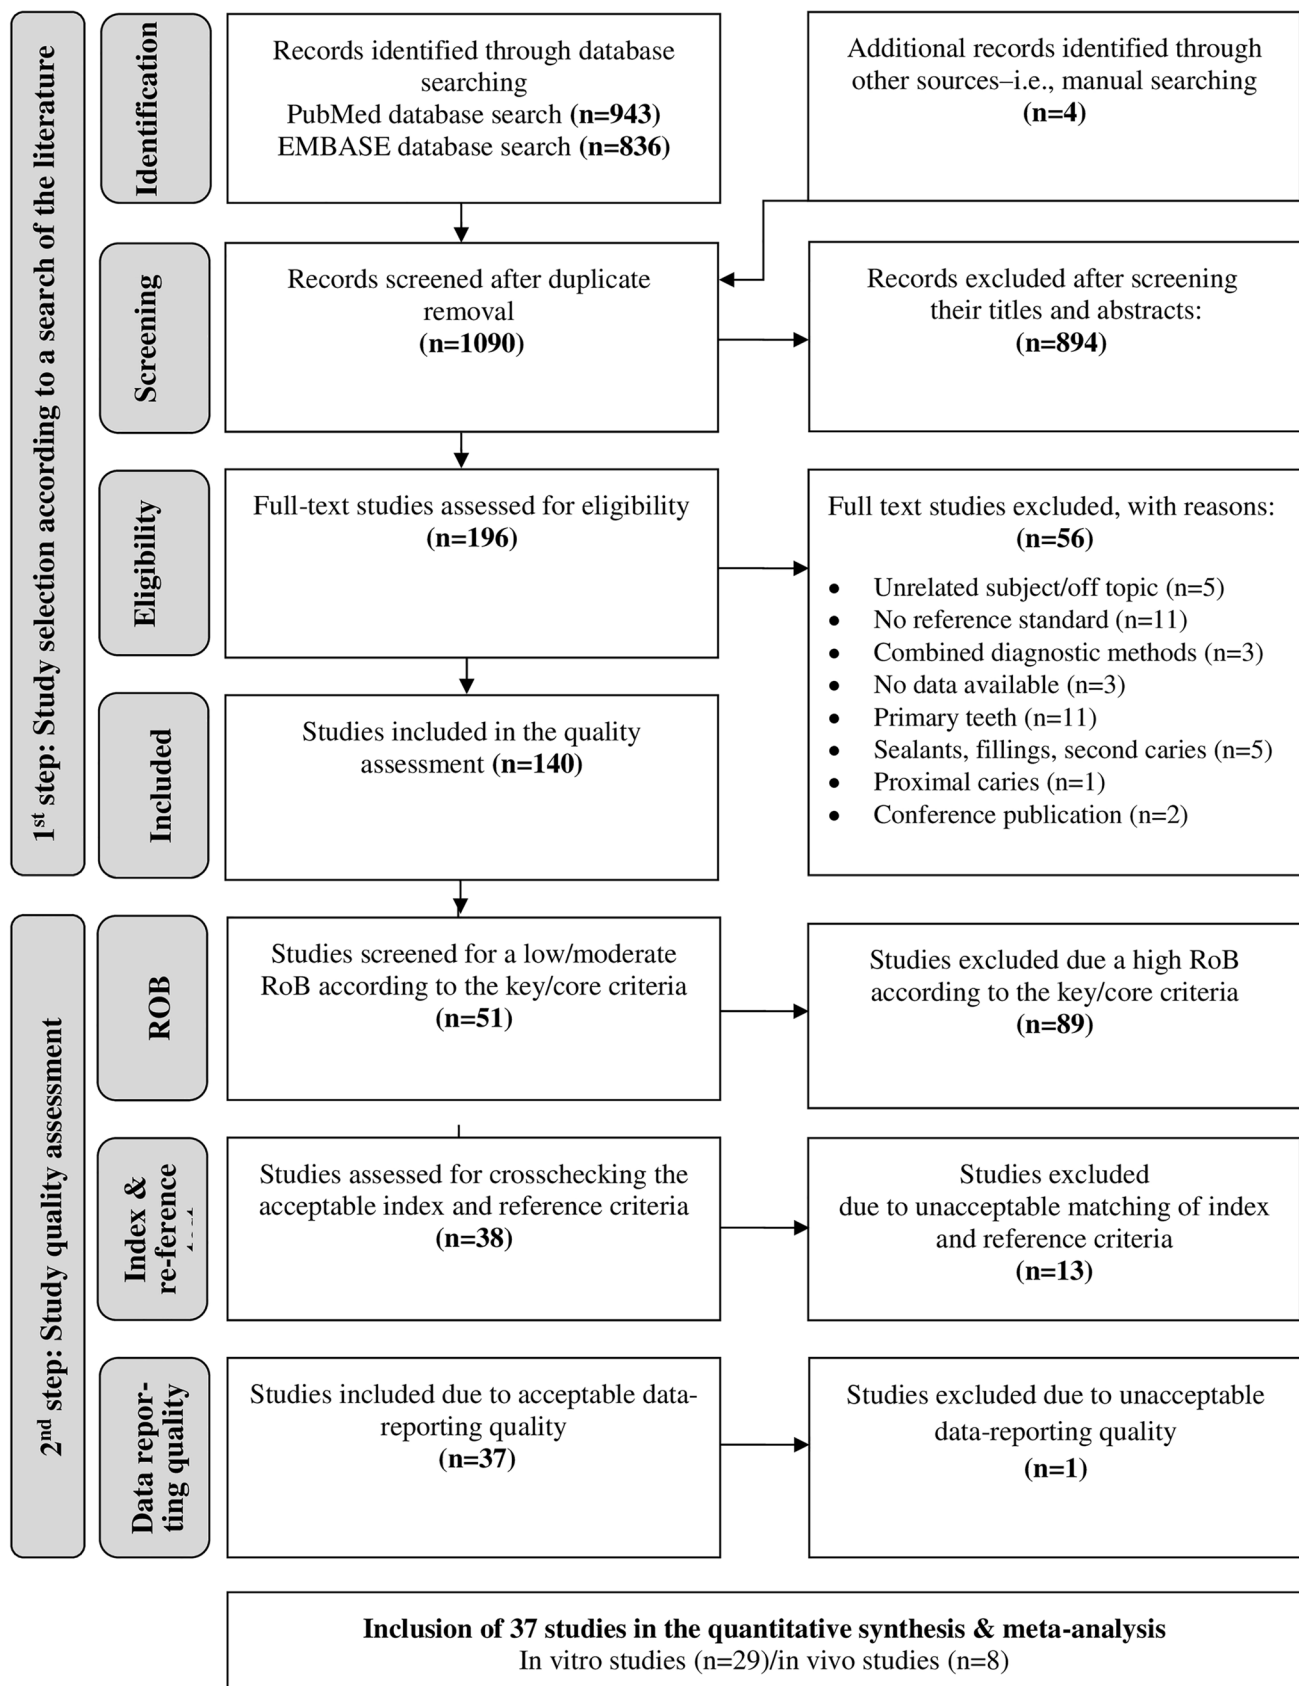 1st step: Study selection according to a search of the literature
Identification
Records identified through database
searching
PubMed database search (n=943)
EMBASE database search (n=836)
Additional records identified through
other sources–i.e., manual searching
(n=4)
Screening
Records screened after duplicate
removal
(n=1090)
Records excluded after screening
their titles and abstracts:
(n=894)
Eligibility
Full-text studies assessed for eligibility
(n=196)
Full text studies excluded, with reasons:
(n=56)
• Unrelated subject/off topic (n=5)
• No reference standard (n=11)
• Combined diagnostic methods (n=3)
• No data available (n=3)
• Primary teeth (n=11)
• Sealants, fillings, second caries (n=5)
• Proximal caries (n=1)
• Conference publication (n=2)
Included
Studies included in the quality
assessment (n=140)
2nd step: Study quality assessment
ROB
Studies screened for a low/moderate
RoB according to the key/core criteria
(n=51)
Studies excluded due a high RoB
according to the key/core criteria
(n=89)
Index &
re-ference
Studies assessed for crosschecking the
acceptable index and reference criteria
(n=38)
Studies excluded
due to unacceptable matching of index
and reference criteria
(n=13)
Data repor-
ting quality
Studies included due to acceptable data-
reporting quality
(n=37)
Studies excluded due to unacceptable
data-reporting quality
(n=1)
Inclusion of 37 studies in the quantitative synthesis & meta-analysis
In vitro studies (n=29)/in vivo studies (n=8)